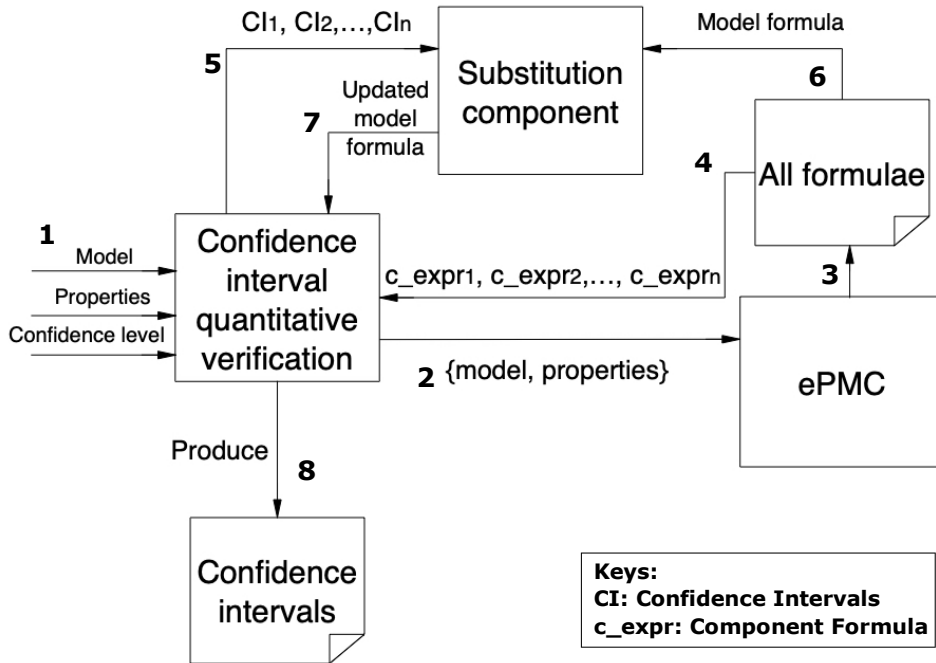 CI1, CI2,...,CIn
Model formula
5
6
Substitution
component
Updated
model
formula
7
4
All formulae
1
Model
Properties
Confidence level
Confidence
interval
quantitative
verification
c_expr1, c_expr2,..., c_exprn
3
2 {model, properties}
ePMC
Produce
8
Confidence
intervals
Keys:
CI: Confidence Intervals
c_expr: Component Formula